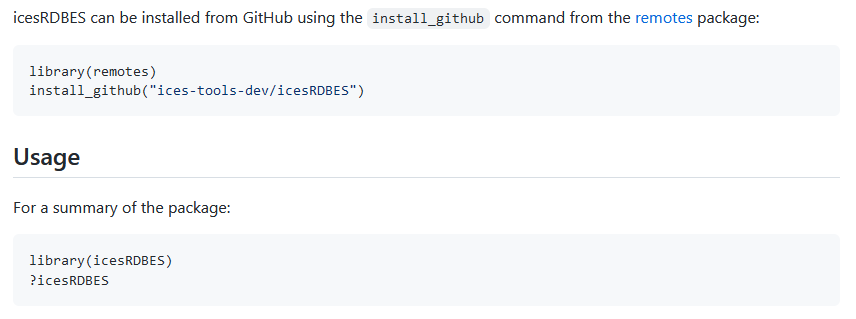 icesRDBES can be installed from GitHub using the install_github command from the remotes package:
library(remotes)
install_github("ices-tools-dev/icesRDBES")
Usage
For a summary of the package:
library(icesRDBES)
?icesRDBES